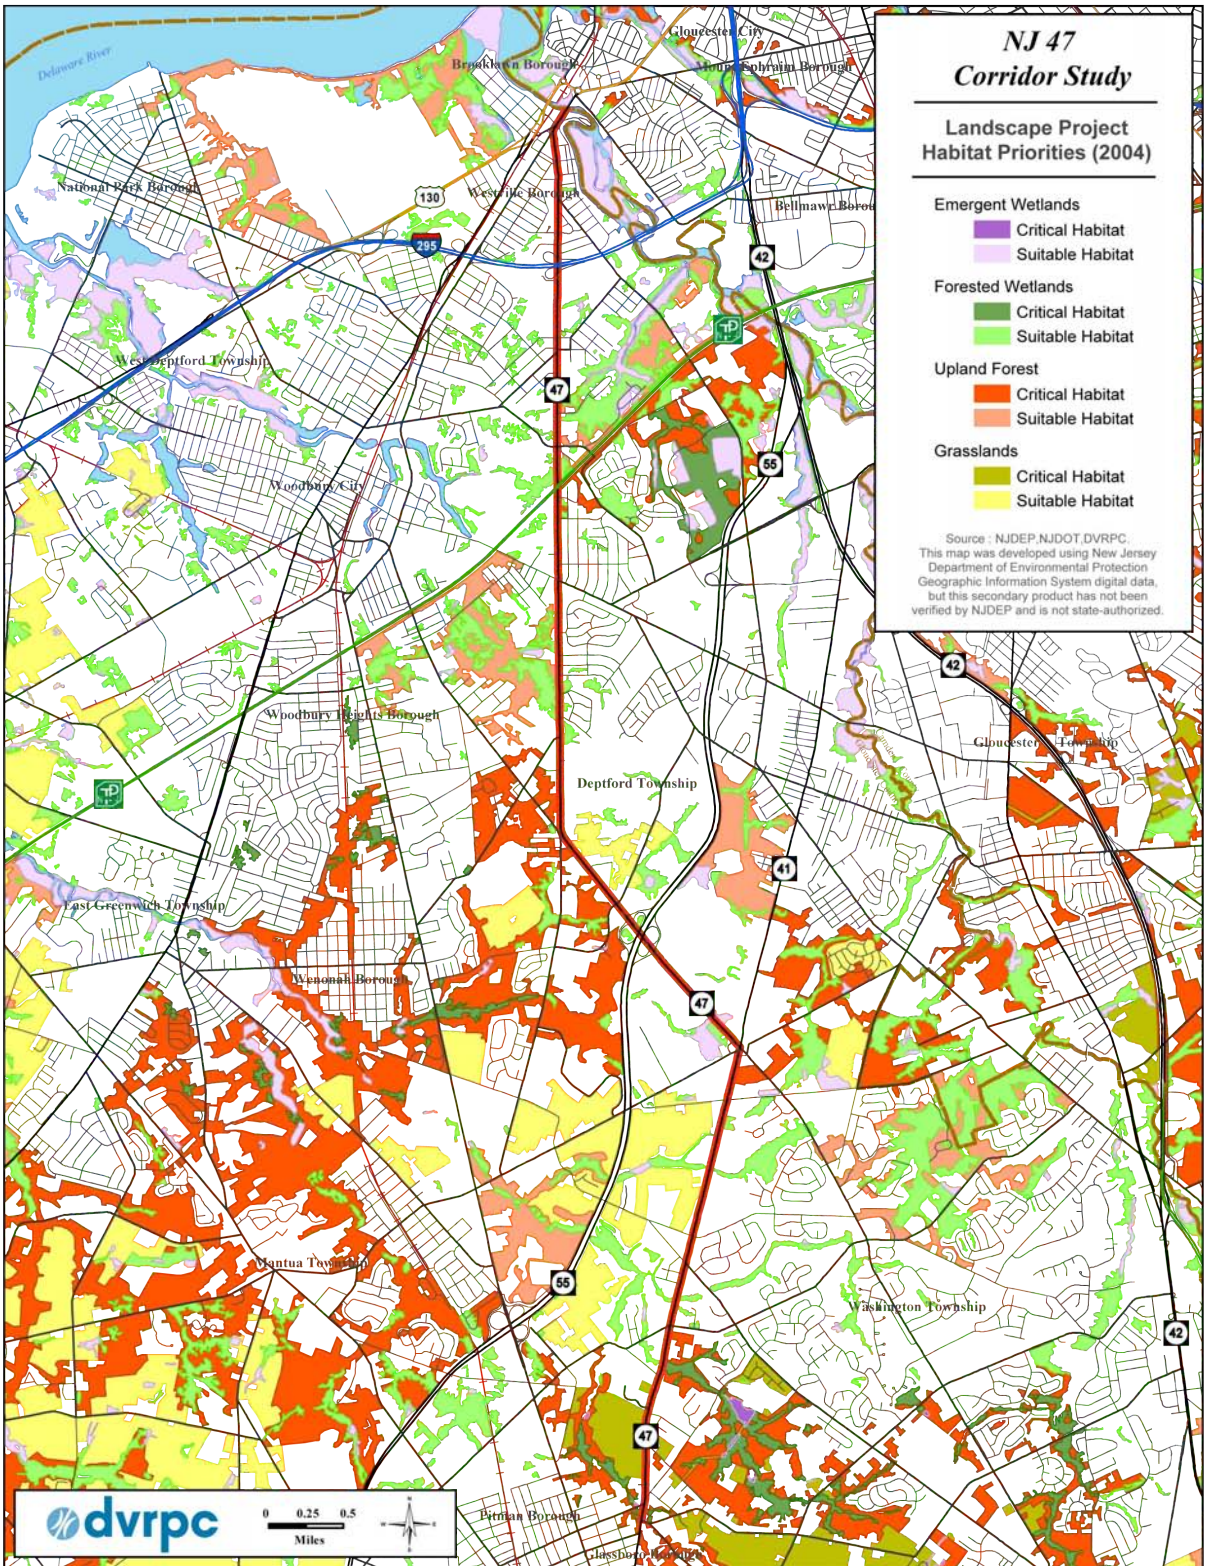 NJ 47
Corridor Study
Landscape Project
Habitat Priorities (2004)
Emergent Wetlands
Critical Habitat
Suitable Habitat
Forested Wetlands
Critical Habitat
Suitable Habitat
Upland Forest
Critical Habitat
Suitable Habitat
Grasslands
Critical Habitat
Suitable Habitat
Source : NJDEP,NJDOT,DVRPC.
This map was developed using New Jersey
Department of Environmental Protection
Geographic Information System digital data,
but this secondary product has not been
verified by NJDEP and is not state-authorized.
Delaware River
Gloucester City
Brooklawn Borough
Mount Ephraim Borough
National Park Borough
130
Westville Borough
Bellmawr Borou
295
42
West Deptford Township
47
55
Woodbury City
42
Woodbury Heights Borough
Gloucester Township
Deptford Township
41
East Greenwich Township
Wenonah Borough
47
Mantua Township
55
Washington Township
42
47
Pitman Borough
Glassboro Borough
dvrpc
0 0.25 0.5
Miles